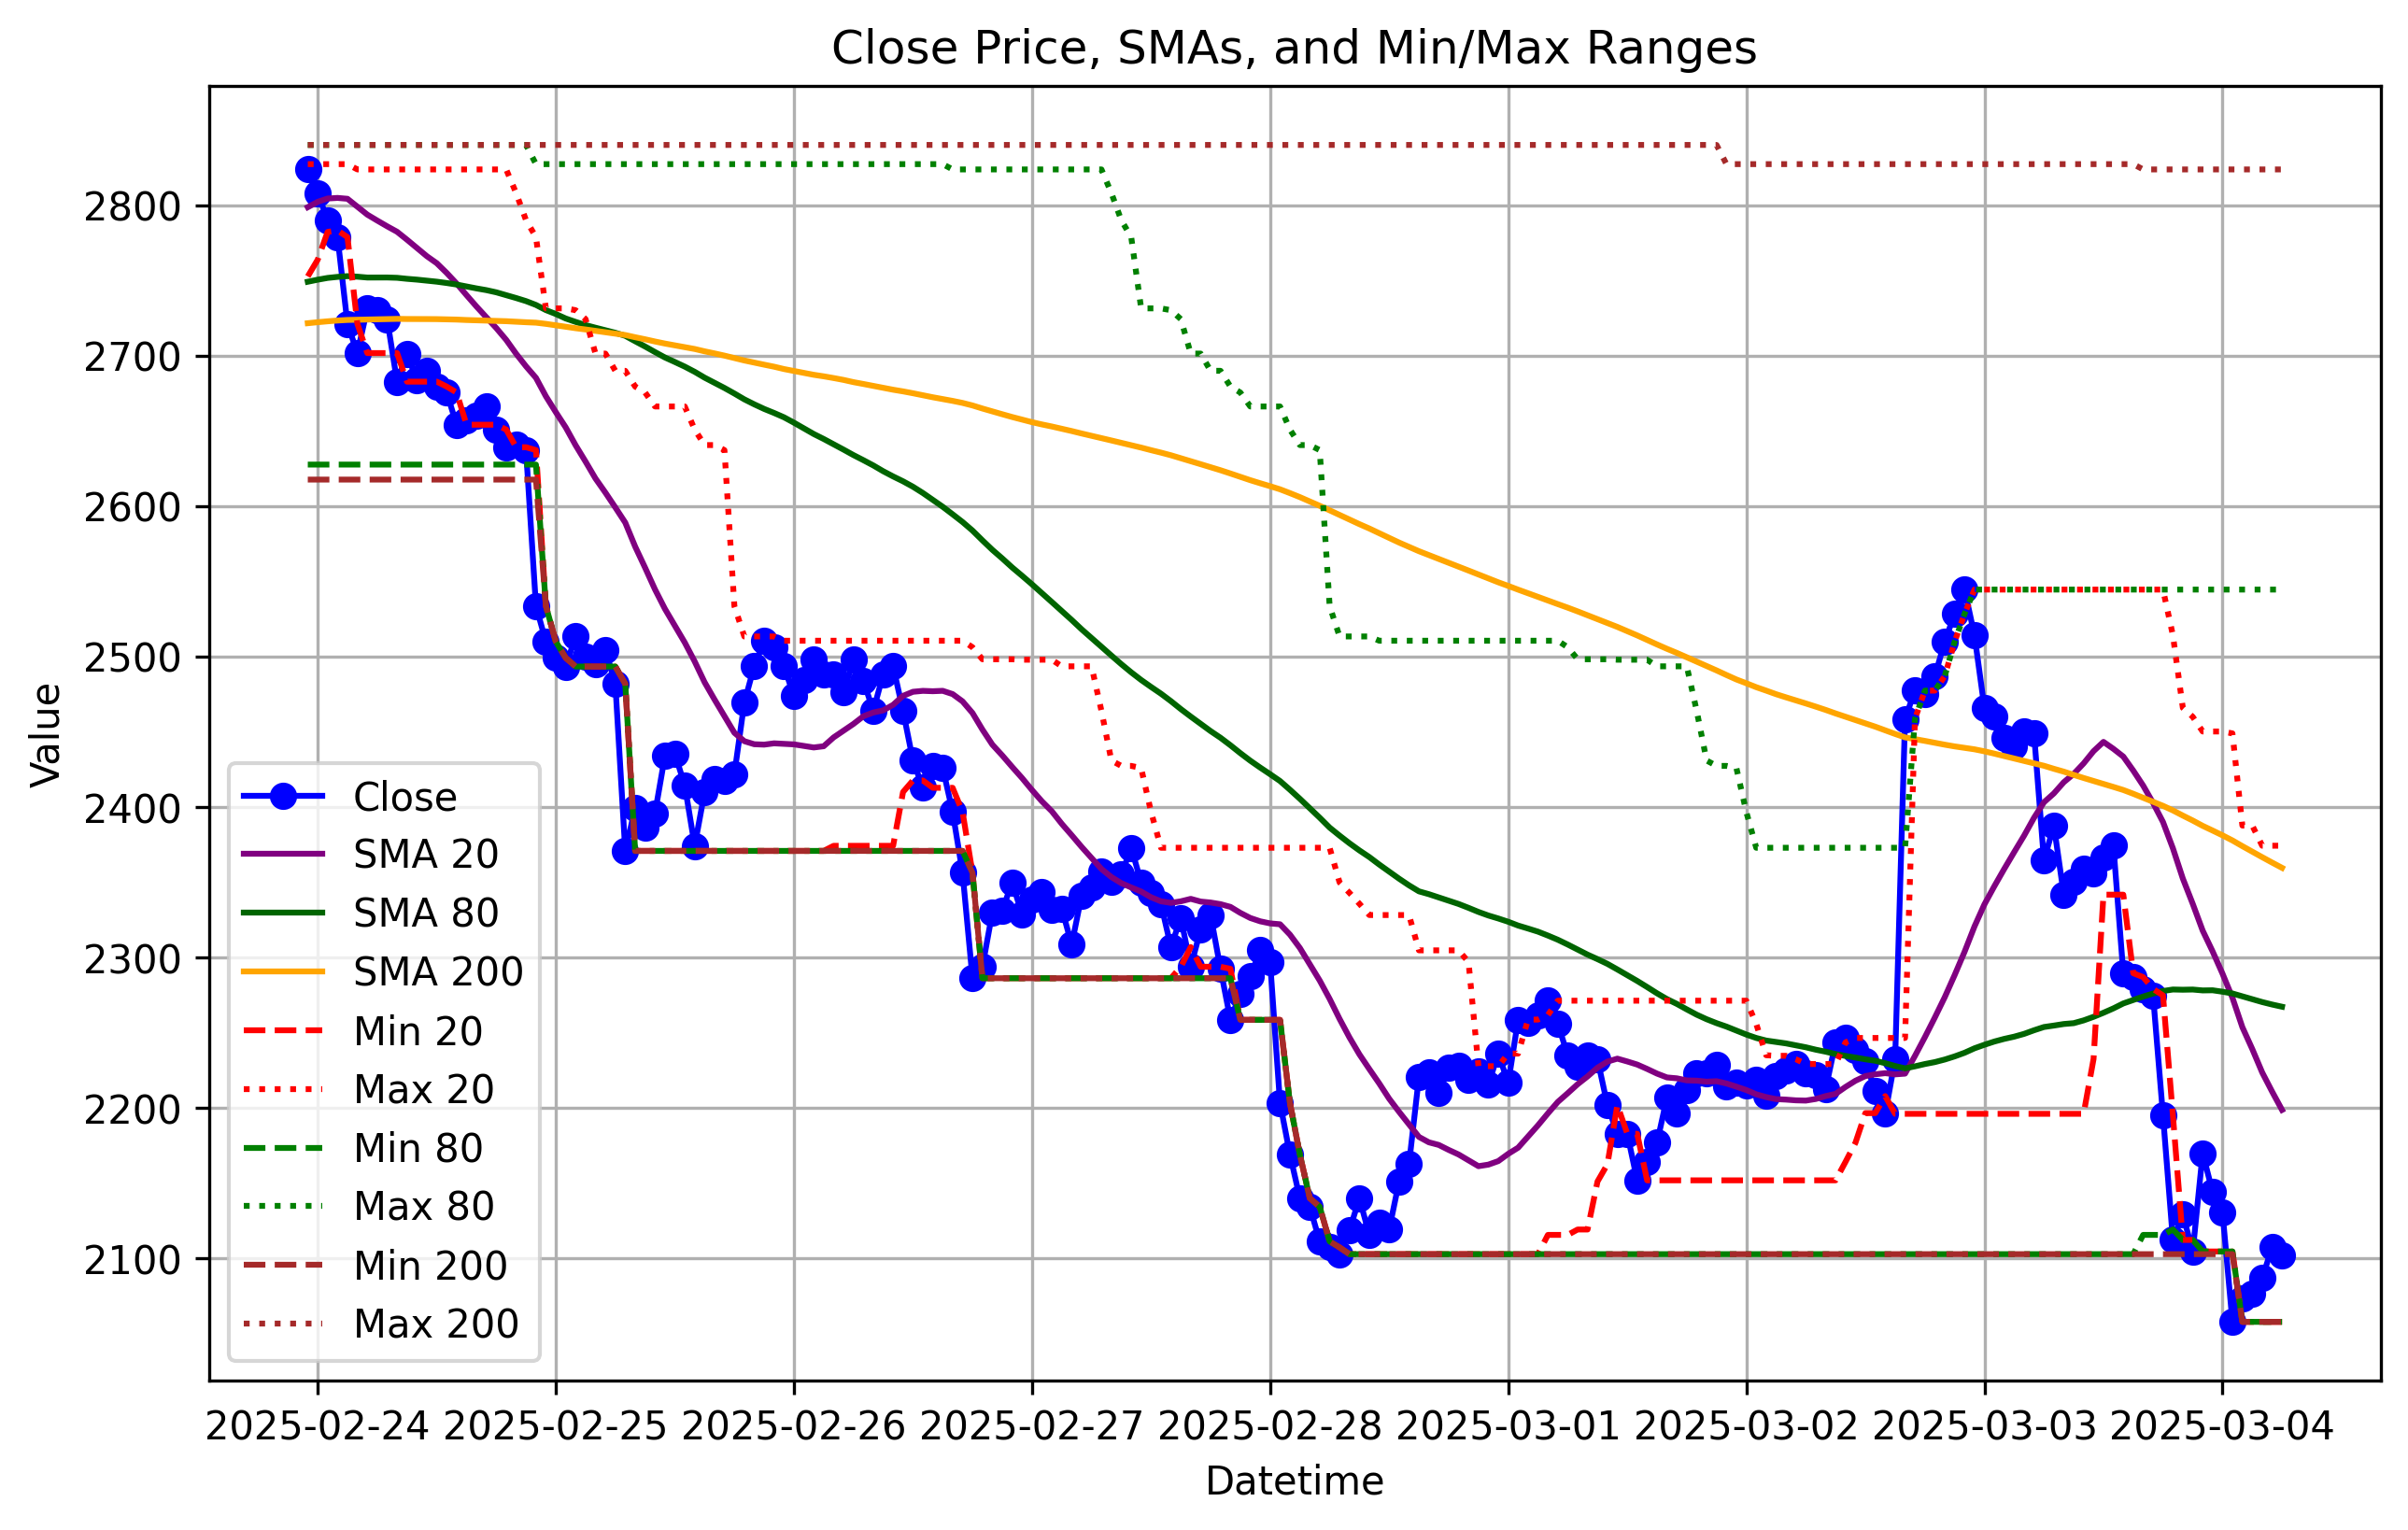 Close Price, SMAs, and Min/Max Ranges
Value
2800
2700
2600
2500
2400
2300
2200
2100
Close
SMA 20
SMA 80
SMA 200
Min 20
Max 20
Min 80
Max 80
Min 200
Max 200
2025-02-24 2025-02-25 2025-02-26 2025-02-27 2025-02-28 2025-03-01 2025-03-02 2025-03-03 2025-03-04
Datetime